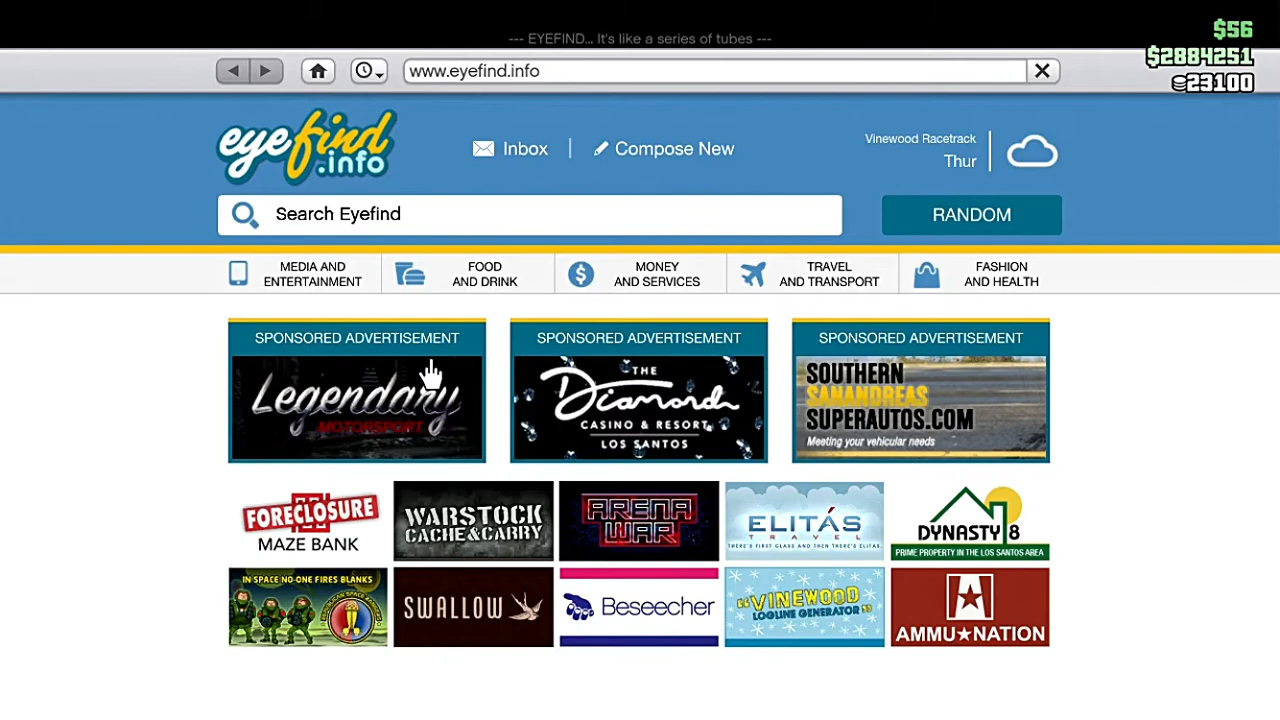 --- EYEFIND... It's like a series of tubes ---
$56
$2884251
23100
www.eyefind.info
eyefind
.info
Inbox
Compose New
Vinewood Racetrack
Thur
Search Eyefind
RANDOM
MEDIA AND
ENTERTAINMENT
FOOD
AND DRINK
MONEY
AND SERVICES
TRAVEL
AND TRANSPORT
FASHION
AND HEALTH
SPONSORED ADVERTISEMENT
Legendary
MOTORSPORT
SPONSORED ADVERTISEMENT
THE
Diamond
CASINO & RESORT
LOS SANTOS
SPONSORED ADVERTISEMENT
SOUTHERN
SANANDREAS
SUPERAUTOS.COM
Meeting your vehicular needs
FORECLOSURE
MAZE BANK
WARSTOCK
CACHE & CARRY
ARENA
WAR
ELITÁS
TRAVEL
THERE'S FIRST CLASS AND THEN THERE'S ELITÁS.
DYNASTY 8
PRIME PROPERTY IN THE LOS SANTOS AREA
IN SPACE NO-ONE FIRES BLANKS
SWALLOW
Beseecher
"VINEWOOD
LOGLINE GENERATOR"
AMMU★NATION